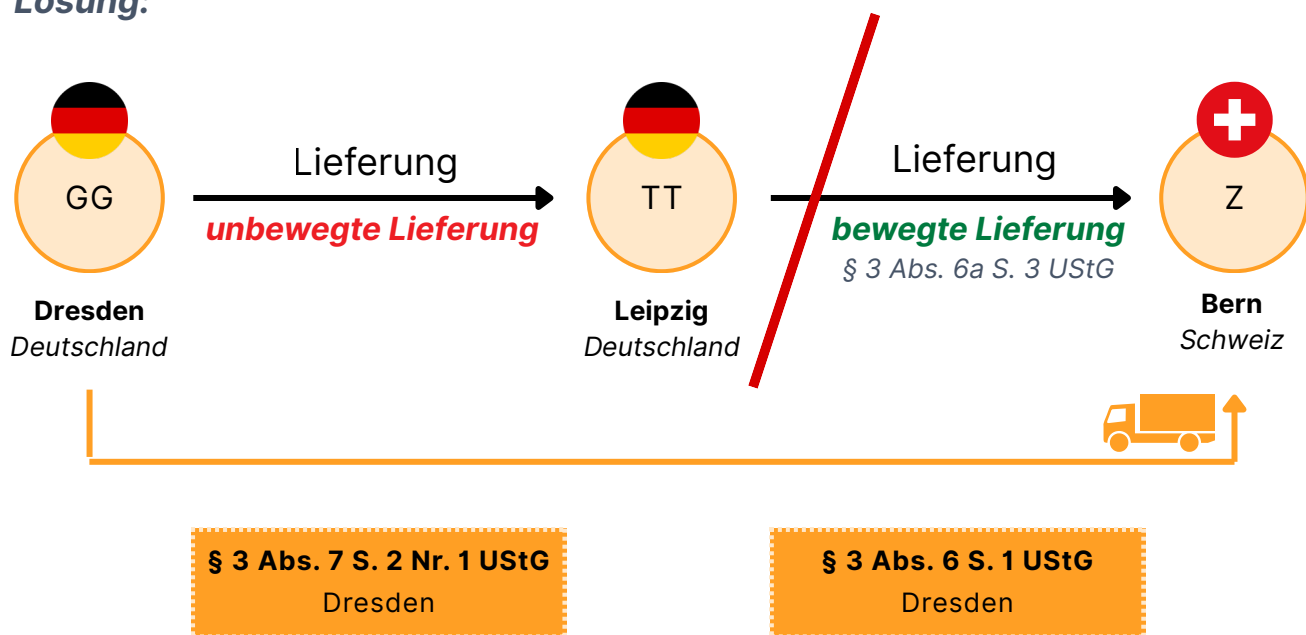 Lösung:
GG
Lieferung
unbewegte Lieferung
TT
Lieferung
bewegte Lieferung
§ 3 Abs. 6a S. 3 UStG
Z
Dresden
Deutschland
Leipzig
Deutschland
Bern
Schweiz
§ 3 Abs. 7 S. 2 Nr. 1 UStG
Dresden
§ 3 Abs. 6 S. 1 UStG
Dresden